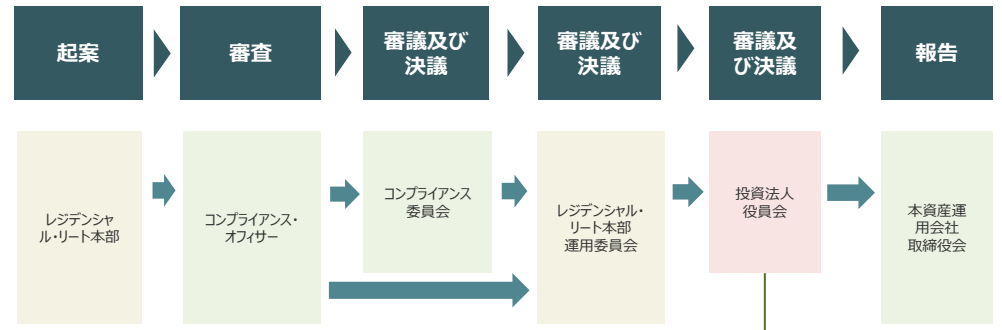 起案
審査
審議及び
決議
審議及び
決議
審議及
び決議
報告
レジデンシャ
ル・リート本部
コンプライアンス・
オフィサー
コンプライアンス
委員会
レジデンシャル・
リート本部
運用委員会
投資法人
役員会
本資産運
用会社
取締役会